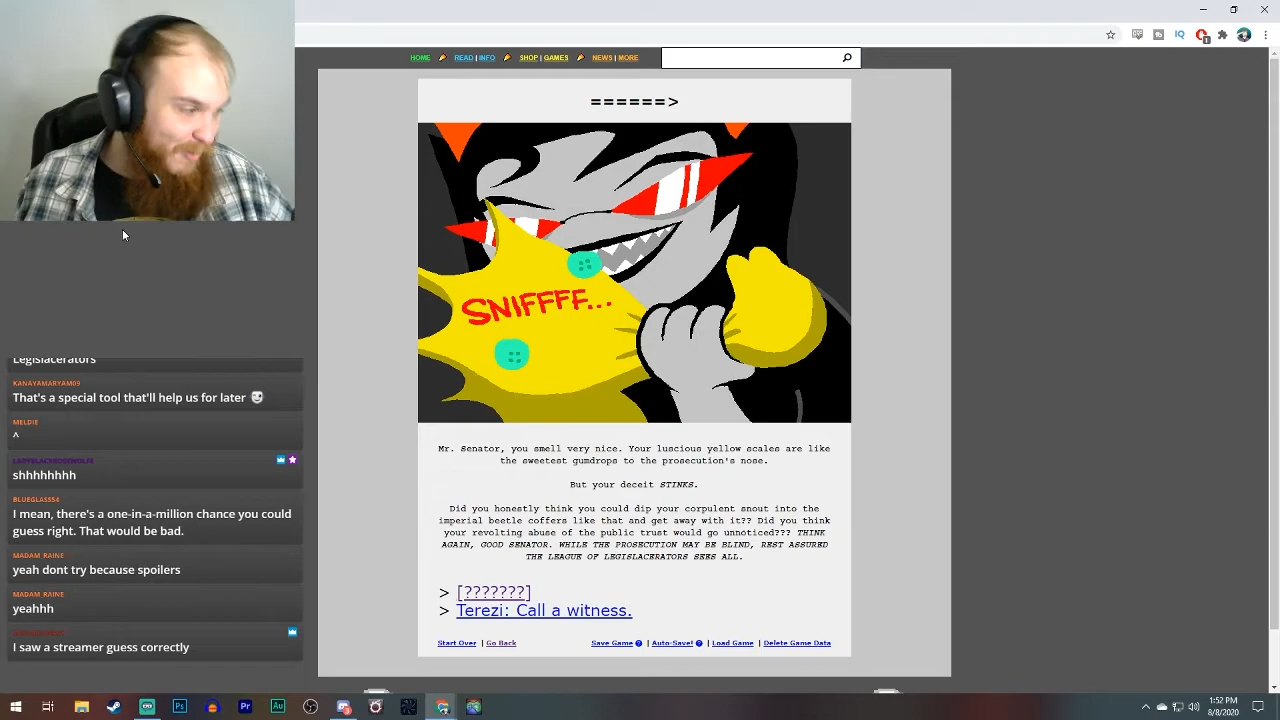 HOME READ | INFO SHOP | GAMES NEWS | MORE
======>
SNIFFFF...
Mr. Senator, you smell very nice. Your luscious yellow scales are like
the sweetest gumdrops to the prosecution's nose.
But your deceit STINKS.
Did you honestly think you could dip your corpulent snout into the
imperial beetle coffers like that and get away with it?? Did you think
your revolting abuse of the public trust would go unnoticed??? THINK
AGAIN, GOOD SENATOR. WHILE THE PROSECUTION MAY BE BLIND, REST ASSURED
THE LEAGUE OF LEGISLACERATORS SEES ALL.
> [???????]
> Terezi: Call a witness.
Start Over | Go Back Save Game ? | Auto-Save! ? | Load Game | Delete Game Data
Legislacerators
KANAYAMARYAM09
That's a special tool that'll help us for later
MELDIE
^
shhhhhhhh
BLUEGLASS54
I mean, there's a one-in-a-million chance you could
guess right. That would be bad.
MADAM_RAINE
yeah dont try because spoilers
MADAM_RAINE
yeahhh
I saw a streamer guess correctly
1:52 PM
8/8/2020